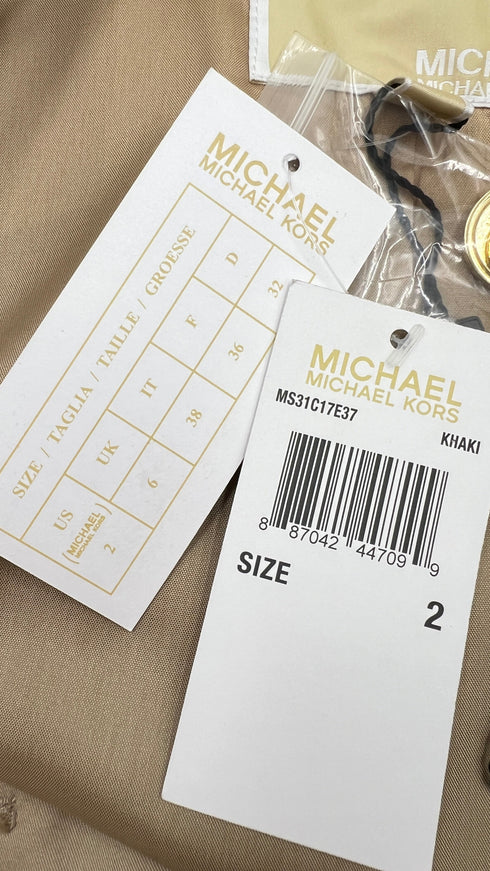 MICHAEL
MICHAEL KORS
SIZE / TAGLIA / TAILLE / GROESSE
US UK IT F D
MICHAEL
MICHAEL KORS
2 6 38 36 32
MICHAEL
MICHAEL KORS
MS31C17E37
KHAKI
8 87042 44709 9
SIZE
2